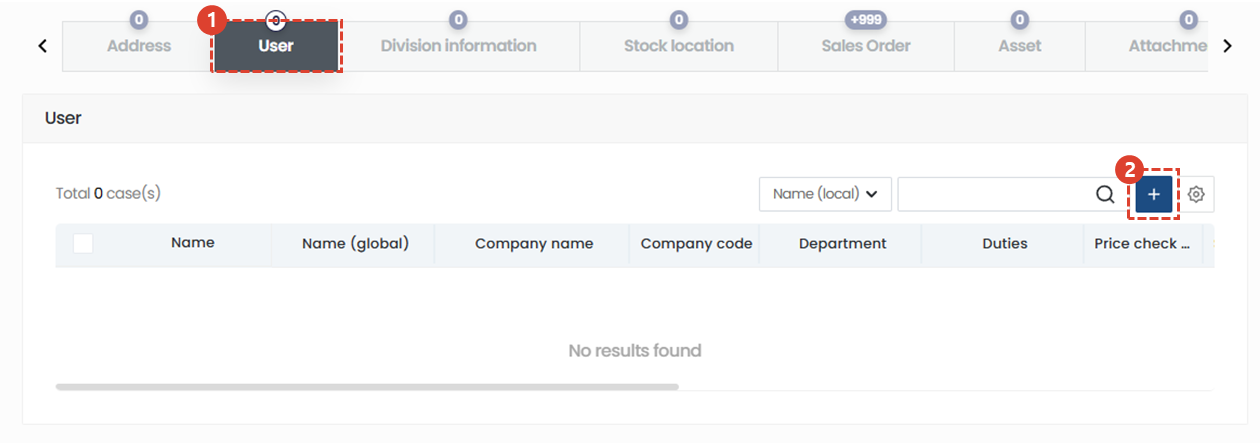 0 0 0 0 +999 0 0
1
Address User Division information Stock location Sales Order Asset Attachme
User
2
Total 0 case(s) Name (local) +
Name Name (global) Company name Company code Department Duties Price check ...
No results found